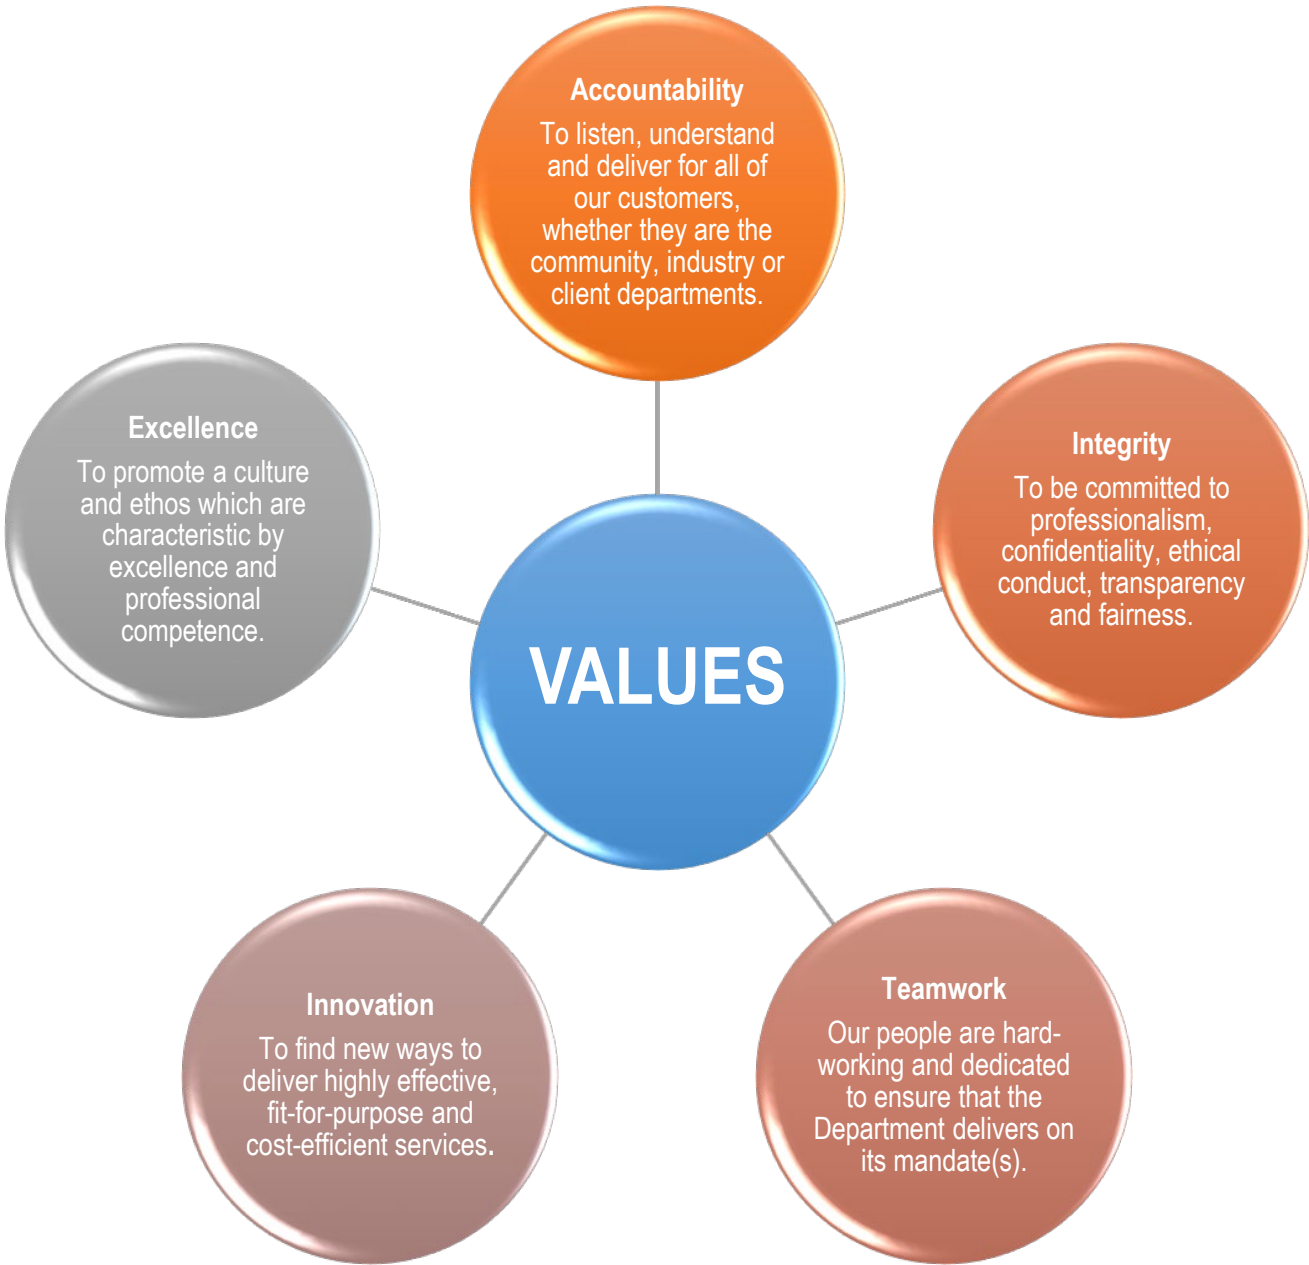 Accountability
To listen, understand
and deliver for all of
our customers,
whether they are the
community, industry or
client departments.
Integrity
To be committed to
professionalism,
confidentiality, ethical
conduct, transparency
and fairness.
Teamwork
Our people are hard-
working and dedicated
to ensure that the
Department delivers on
its mandate(s).
Innovation
To find new ways to
deliver highly effective,
fit-for-purpose and
cost-efficient services.
Excellence
To promote a culture
and ethos which are
characteristic by
excellence and
professional
competence.
VALUES